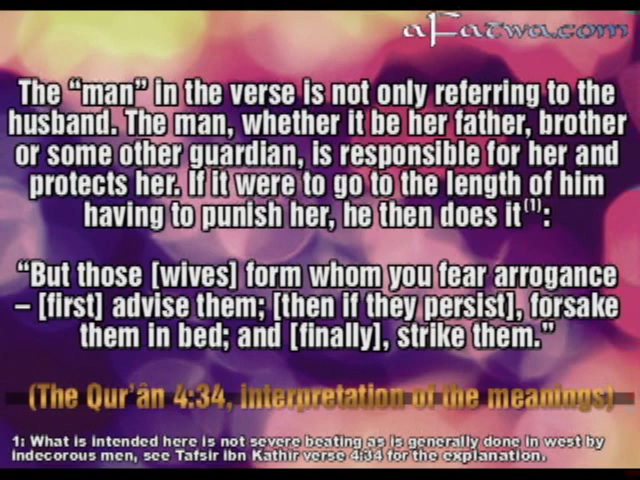 aFatwa.com
The “man” in the verse is not only referring to the
husband. The man, whether it be her father, brother
or some other guardian, is responsible for her and
protects her. If it were to go to the length of him
having to punish her, he then does it(1):
“But those [wives] form whom you fear arrogance
– [first] advise them; [then if they persist], forsake
them in bed; and [finally], strike them.”
(The Qur’ân 4:34, interpretation of the meanings)
1: What is intended here is not severe beating as is generally done in west by
indecorous men, see Tafsir ibn Kathir verse 4:34 for the explanation.